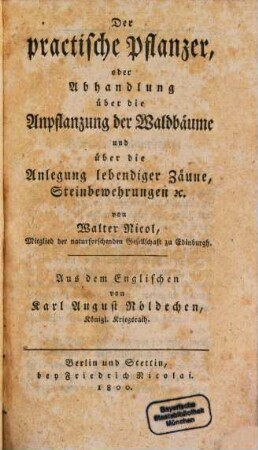 Der
practische Pflanzer,
oder
Abhandlung
über die
Anpflanzung der Waldbäume
und
über die
Anlegung lebendiger Zäune,
Steinbewehrungen ꝛc.
von
Walter Nicol,
Mitglied der naturforschenden Gesellschaft zu Edinburgh.
Aus dem Englischen
von
Karl August Nöldechen,
Königl. Kriegsrath.
Berlin und Stettin,
bey Friedrich Nicolai.
1800.
Bayerische
Staatsbibliothek
München